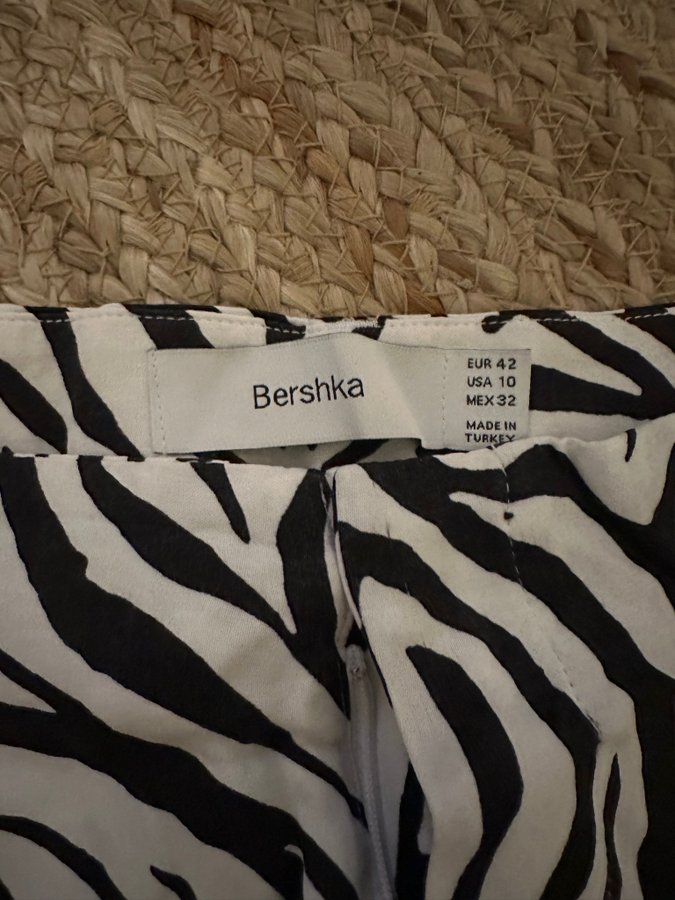 Bershka
EUR 42
USA 10
MEX 32
MADE IN
TURKEY